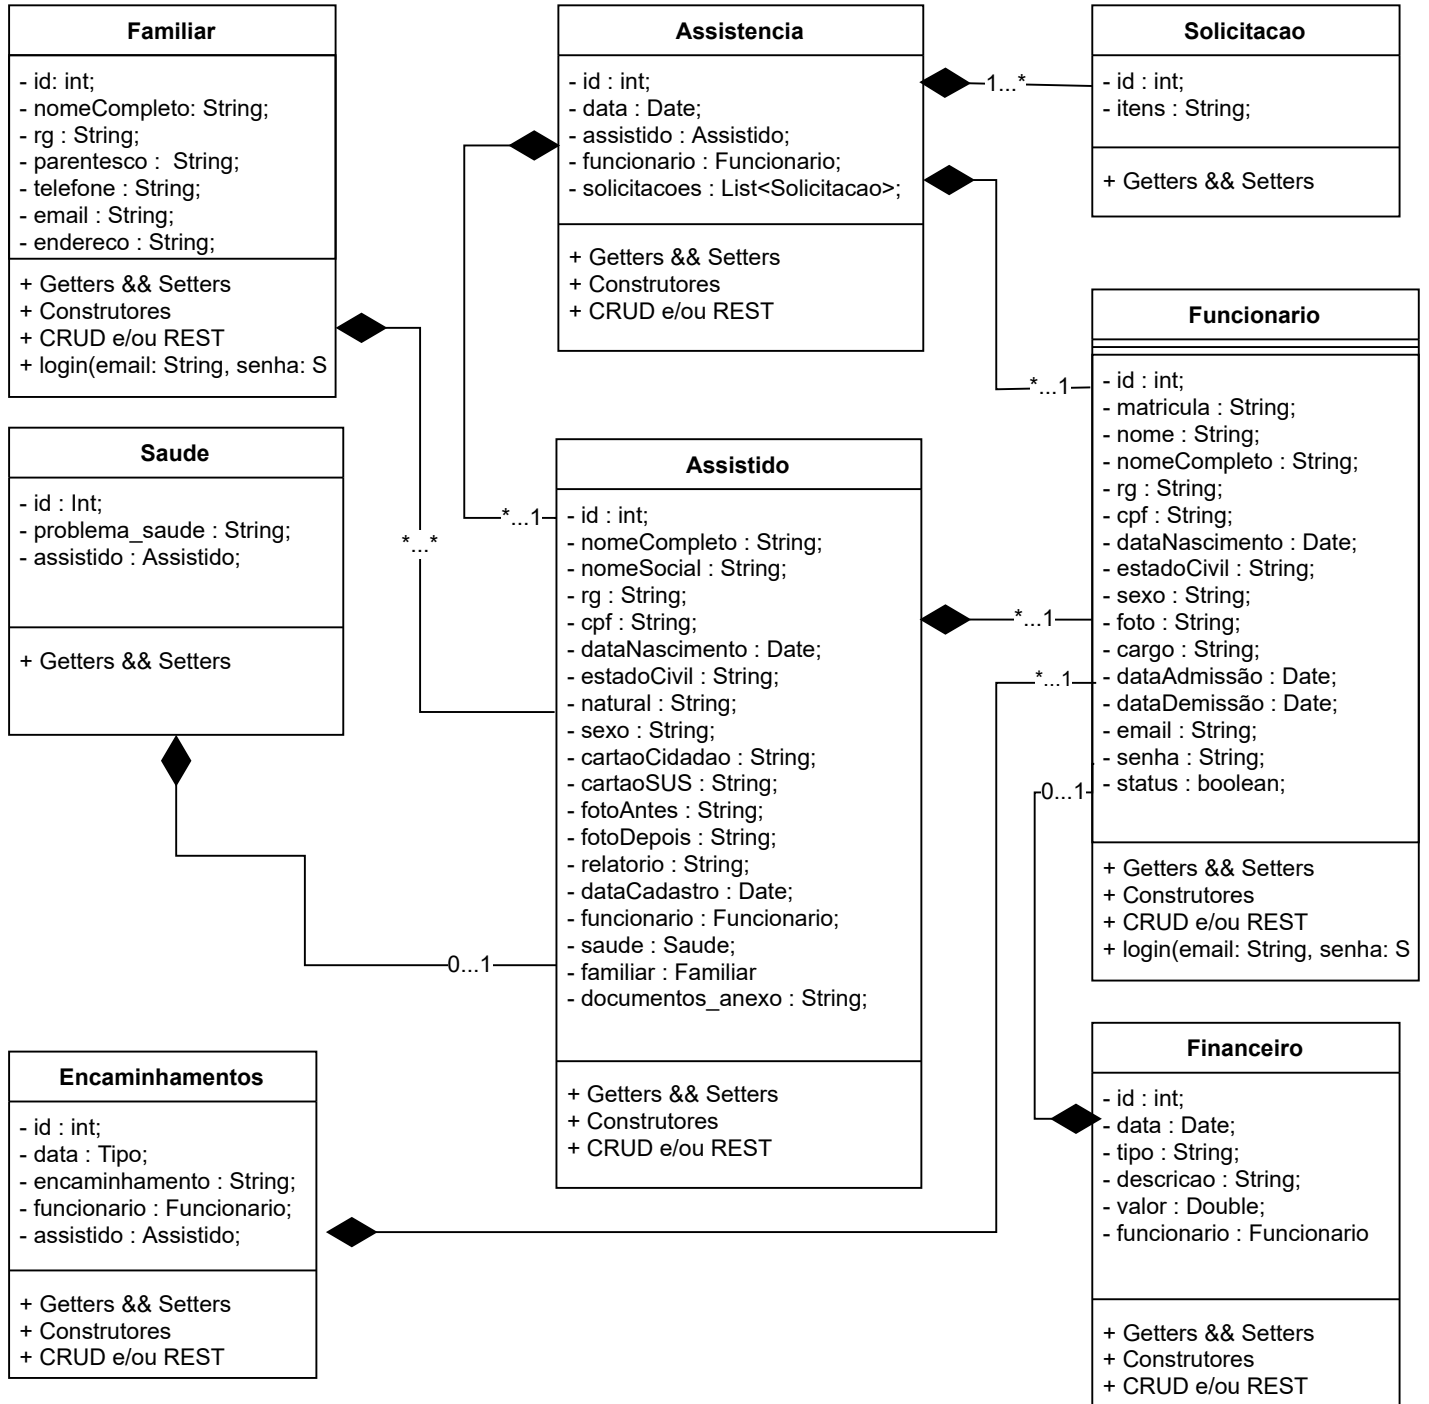 Familiar
- id: int;
- nomeCompleto: String;
- rg : String;
- parentesco :  String;
- telefone : String;
- email : String;
- endereco : String;
+ Getters && Setters
+ Construtores
+ CRUD e/ou REST
+ login(email: String, senha: S
Assistencia
- id : int;
- data : Date;
- assistido : Assistido;
- funcionário : Funcionario;
- solicitacoes : List<Solicitacao>;
+ Getters && Setters
+ Construtores
+ CRUD e/ou REST
1...*
Solicitacao
- id : int;
- itens : String;
+ Getters && Setters
*...1
Funcionario
- id : int;
- matricula : String;
- nome : String;
- nomeCompleto : String;
- rg : String;
- cpf : String;
- dataNascimento : Date;
- estadoCivil : String;
- sexo : String;
- foto : String;
- cargo : String;
- dataAdmissão : Date;
- dataDemissão : Date;
- email : String;
- senha : String;
- status : boolean;
+ Getters && Setters
+ Construtores
+ CRUD e/ou REST
+ login(email: String, senha: S
Saude
- id : Int;
- problema_saude : String;
- assistido : Assistido;
+ Getters && Setters
*...*
*...1
Assistido
- id : int;
- nomeCompleto : String;
- nomeSocial : String;
- rg : String;
- cpf : String;
- dataNascimento : Date;
- estadoCivil : String;
- natural : String;
- sexo : String;
- cartaoCidadao : String;
- cartaoSUS : String;
- fotoAntes : String;
- fotoDepois : String;
- relatorio : String;
- dataCadastro : Date;
- funcionario : Funcionario;
- saude : Saude;
- familiar : Familiar
- documentos_anexo : String;
+ Getters && Setters
+ Construtores
+ CRUD e/ou REST
*...1
*...1
0...1
0...1
Encaminhamentos
- id : int;
- data : Tipo;
- encaminhamento : String;
- funcionario : Funcionario;
- assistido : Assistido;
+ Getters && Setters
+ Construtores
+ CRUD e/ou REST
Financeiro
- id : int;
- data : Date;
- tipo : String;
- descricao : String;
- valor : Double;
- funcionario : Funcionario
+ Getters && Setters
+ Construtores
+ CRUD e/ou REST